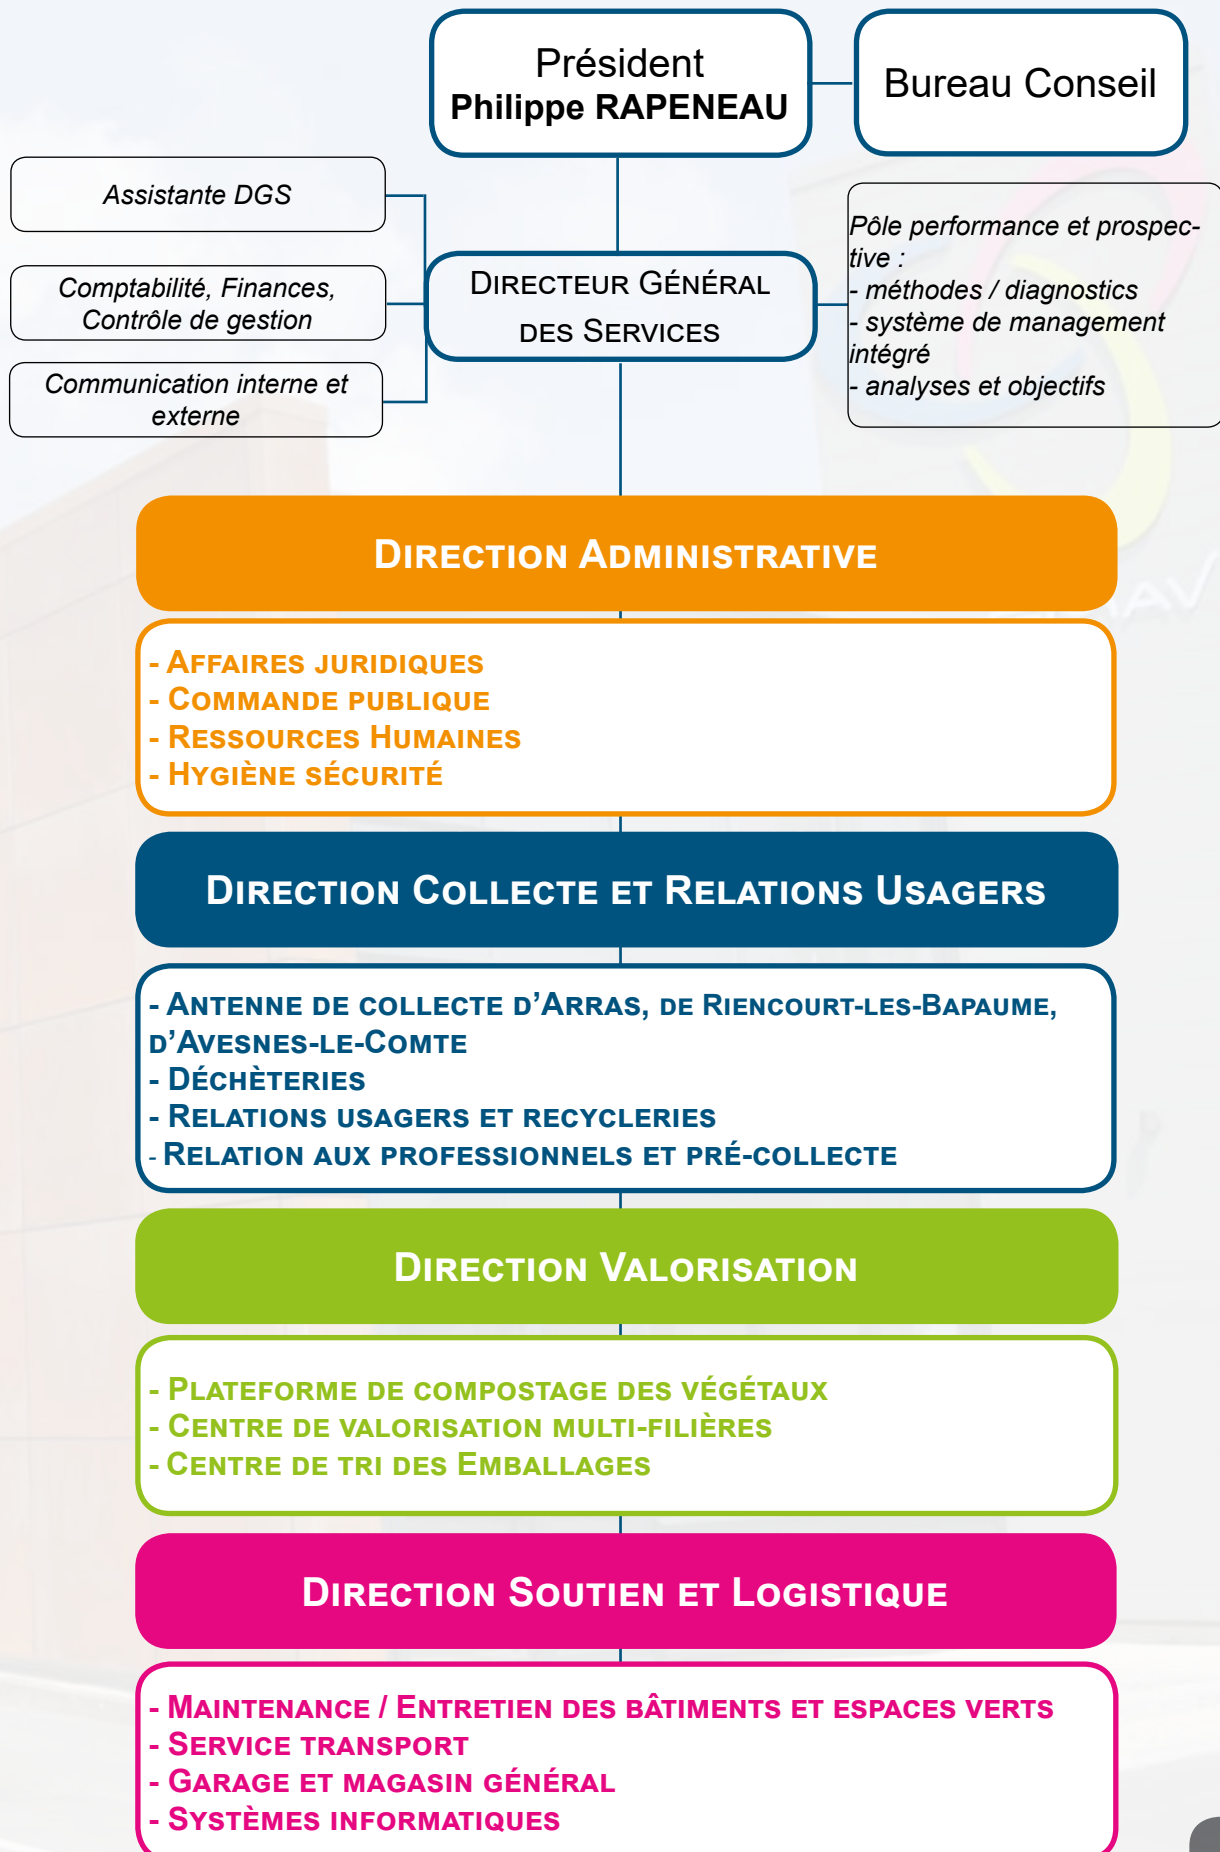 Président
Philippe RAPENEAU
Bureau Conseil
Assistante DGS
Comptabilité, Finances,
Contrôle de gestion
Communication interne et
externe
Directeur Général
des Services
Pôle performance et prospec-
tive :
- méthodes / diagnostics
- système de management
intégré
- analyses et objectifs
Direction Administrative
- Affaires juridiques
- Commande publique
- Ressources Humaines
- Hygiène sécurité
Direction Collecte et Relations Usagers
- Antenne de collecte d’Arras, de Riencourt-les-Bapaume,
d’Avesnes-le-Comte
- Déchèteries
- Relations usagers et recycleries
- Relation aux professionnels et pré-collecte
Direction Valorisation
- Plateforme de compostage des végétaux
- Centre de valorisation multi-filières
- Centre de tri des Emballages
Direction Soutien et Logistique
- Maintenance / Entretien des bâtiments et espaces verts
- Service transport
- Garage et magasin général
- Systèmes informatiques